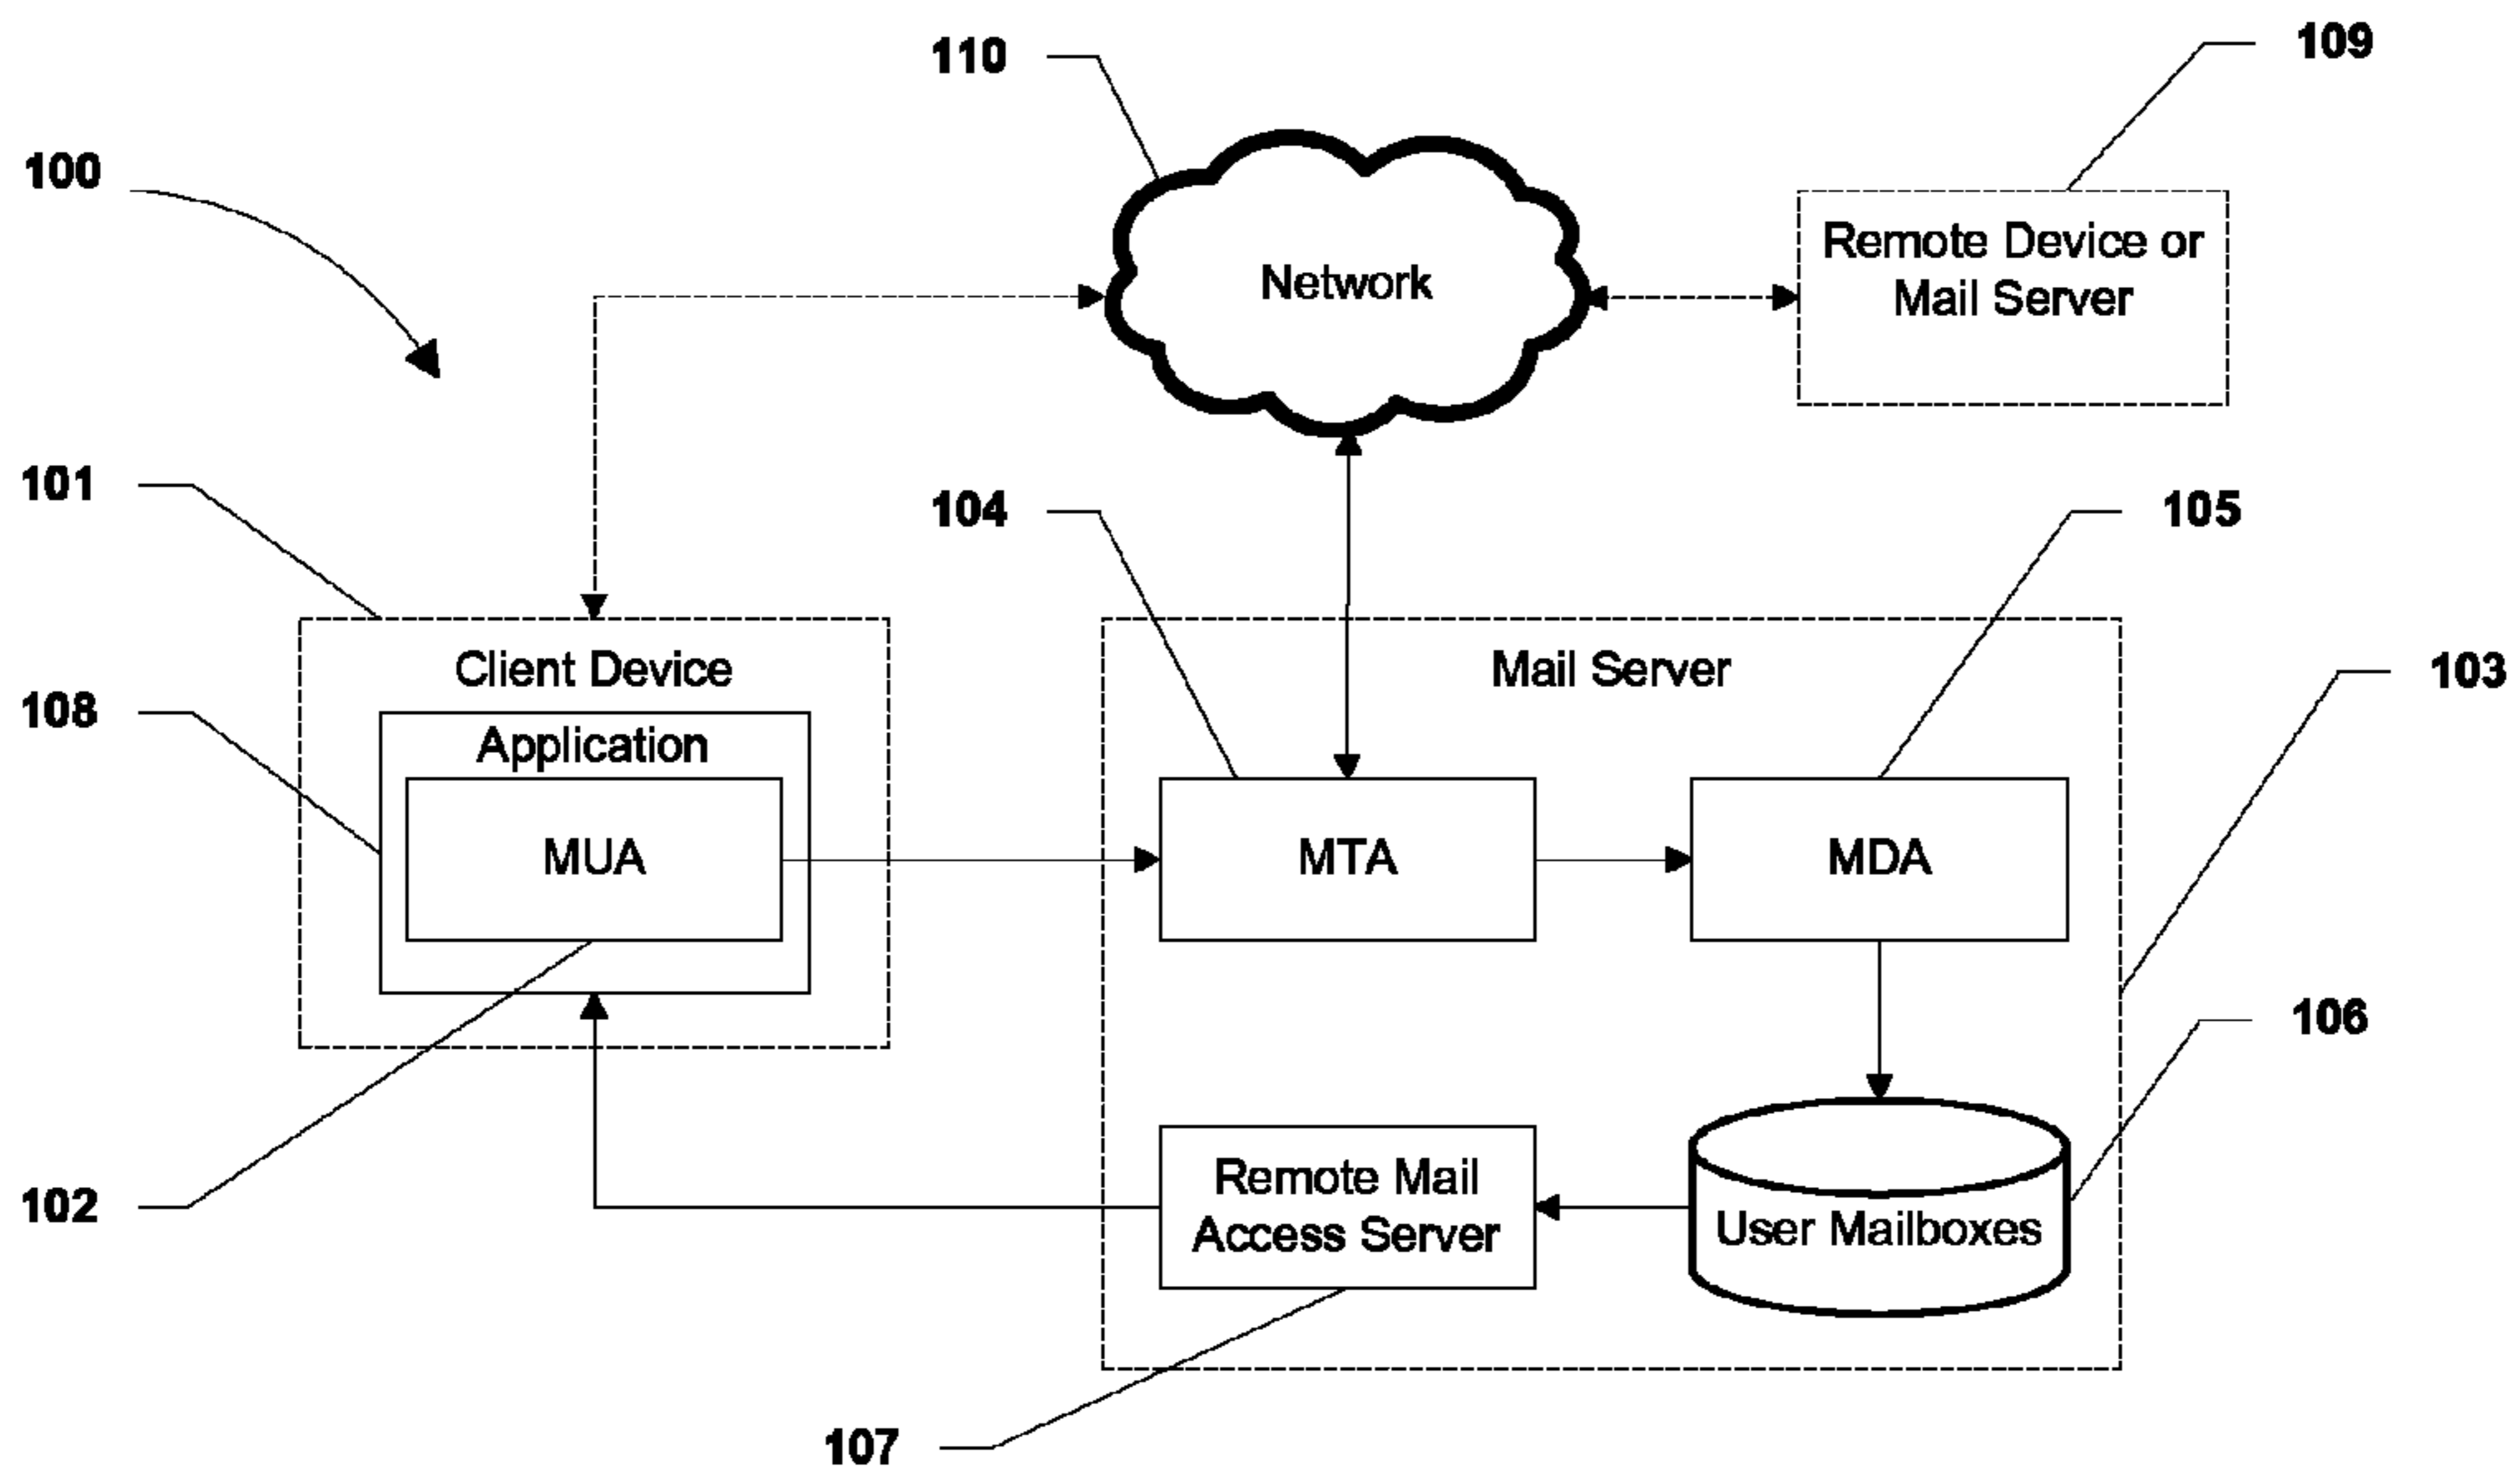 109
110
100
Remote Device or
Mail Server
Network
101
104
105
Client Device
Mail Server
103
108
Application
MUA
MTA
MDA
106
102
Remote Mail
Access Server
User Mailboxes
107